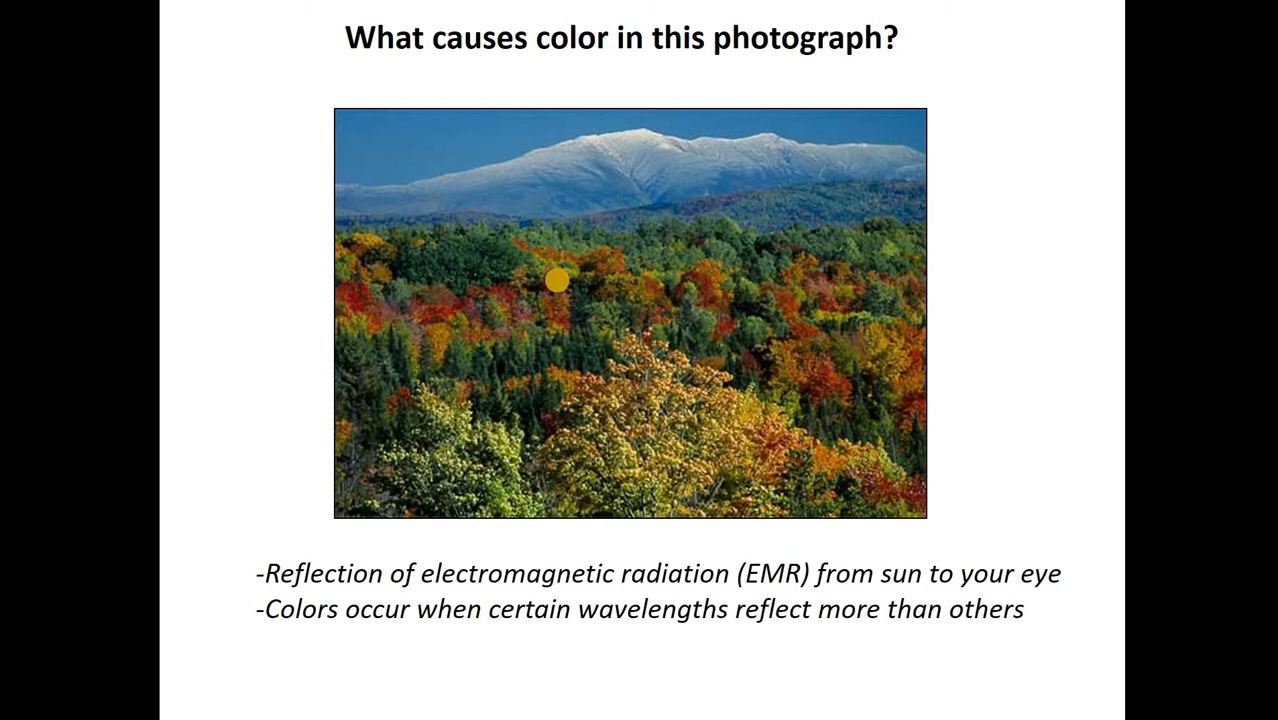 What causes color in this photograph?
-Reflection of electromagnetic radiation (EMR) from sun to your eye
-Colors occur when certain wavelengths reflect more than others